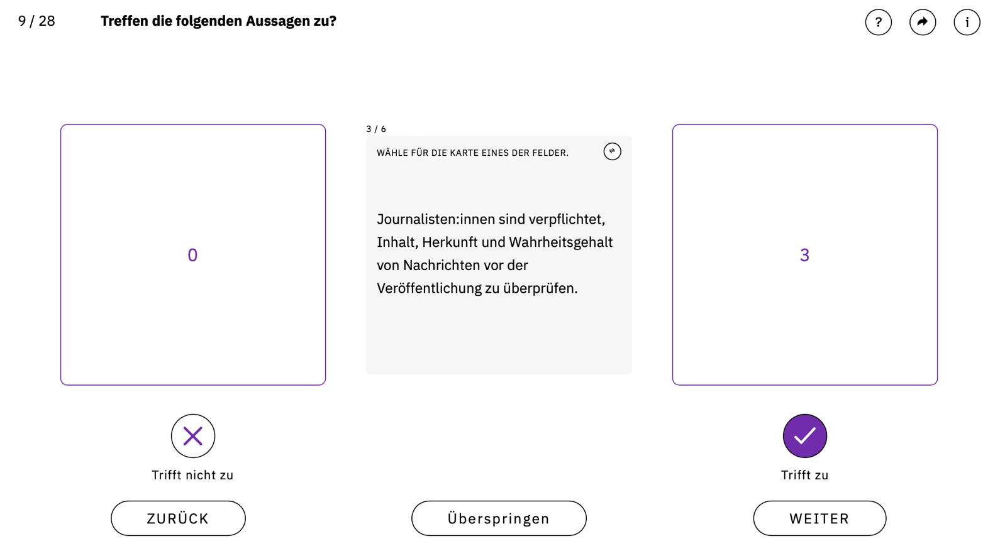 9 / 28
Treffen die folgenden Aussagen zu?
?
i
0
3 / 6
WÄHLE FÜR DIE KARTE EINES DER FELDER.
Journalisten:innen sind verpflichtet,
Inhalt, Herkunft und Wahrheitsgehalt
von Nachrichten vor der
Veröffentlichung zu überprüfen.
3
Trifft nicht zu
Trifft zu
ZURÜCK
Überspringen
WEITER